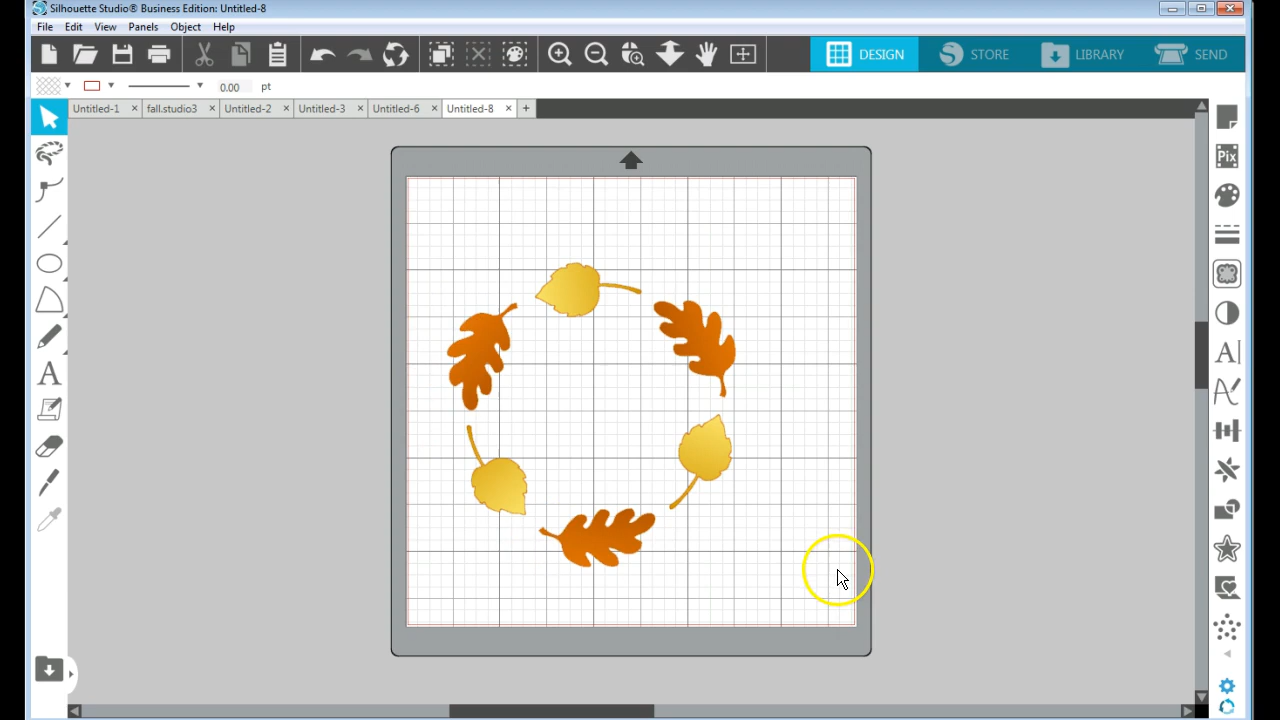 Silhouette Studio® Business Edition: Untitled-8
File Edit View Panels Object Help
DESIGN STORE LIBRARY SEND
0.00 pt
Untitled-1 × fall.studio3 × Untitled-2 × Untitled-3 × Untitled-6 × Untitled-8 × +
Pix
A
A